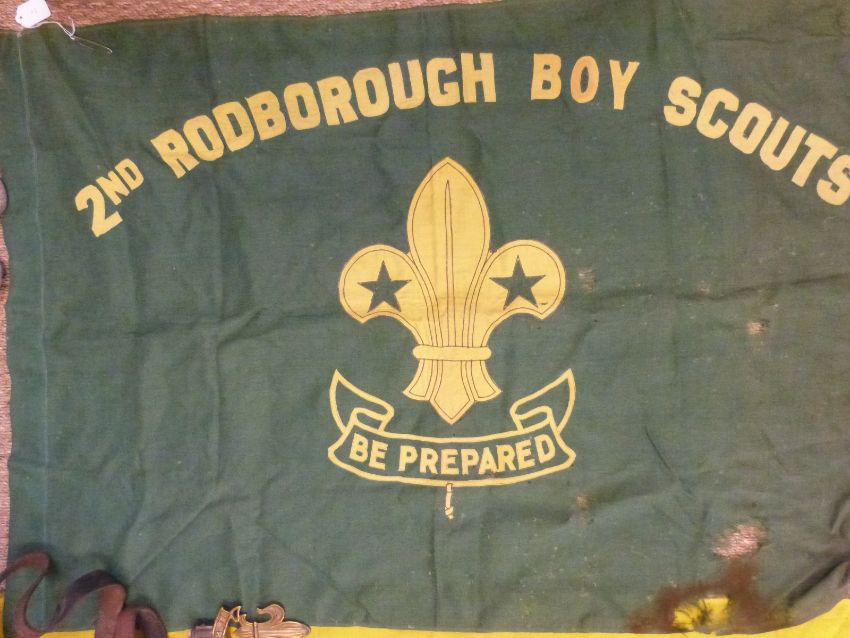 2ND RODBOROUGH BOY SCOUTS
BE PREPARED